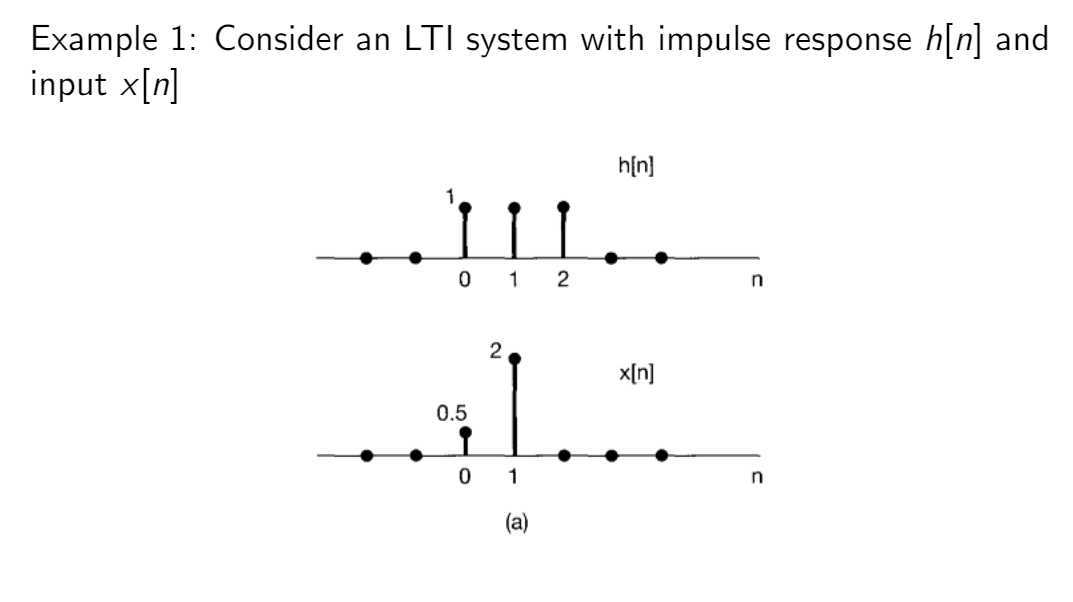 Example 1: Consider an LTI system with impulse response h[n] and
input x[n]
h[n]
1
0 1 2 n
2
x[n]
0.5
0 1 n
(a)